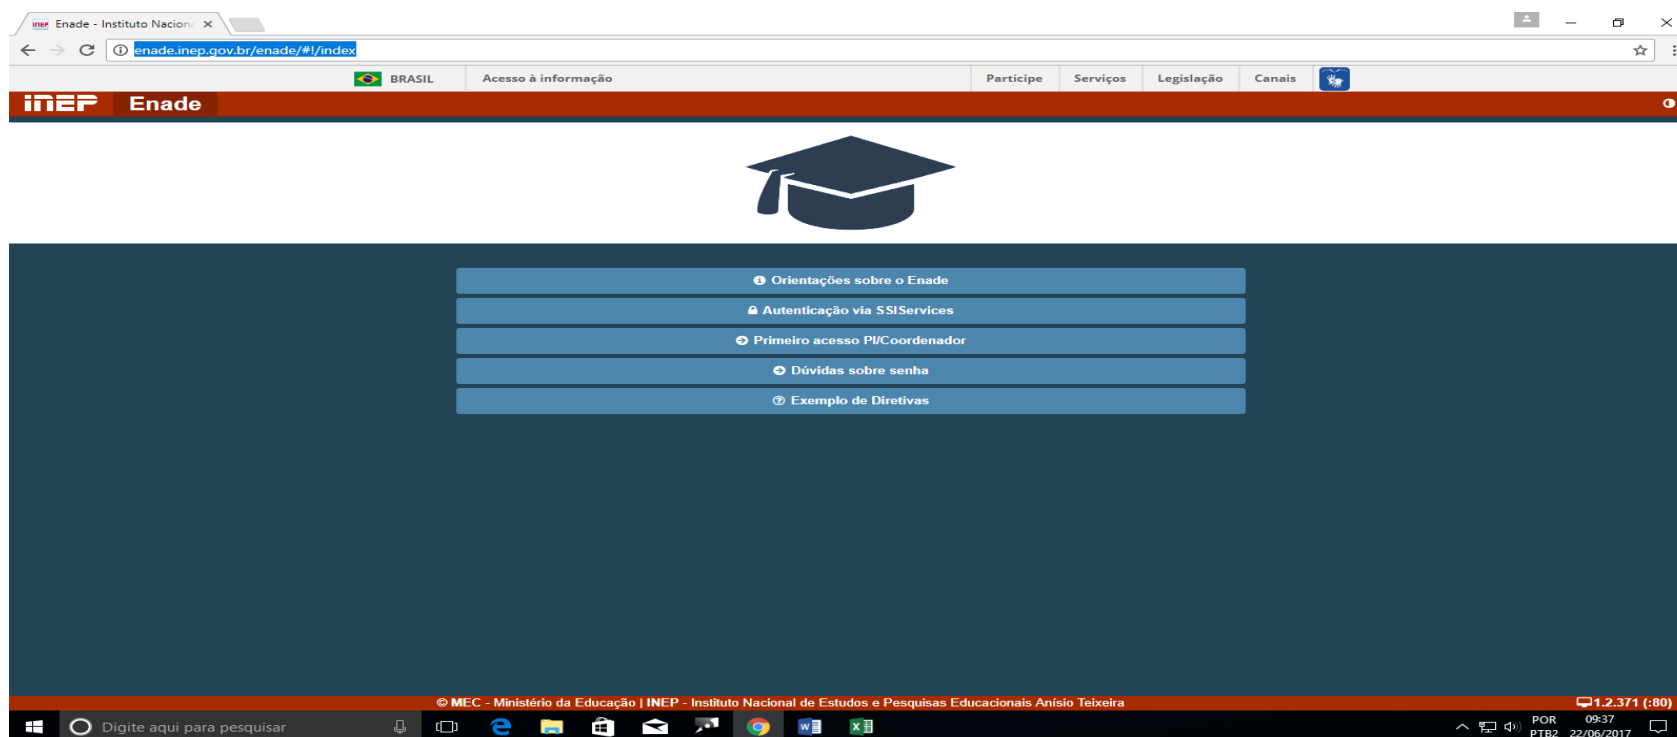 inep Enade - Instituto Nacion
enade.inep.gov.br/enade/#!/index
BRASIL Acesso à informação Participe Serviços Legislação Canais
inep Enade
Orientações sobre o Enade
Autenticação via SSIServices
Primeiro acesso PI/Coordenador
Dúvidas sobre senha
Exemplo de Diretivas
© MEC - Ministério da Educação | INEP - Instituto Nacional de Estudos e Pesquisas Educacionais Anísio Teixeira 1.2.371 (:80)
Digite aqui para pesquisar POR 09:37
PTB2 22/06/2017